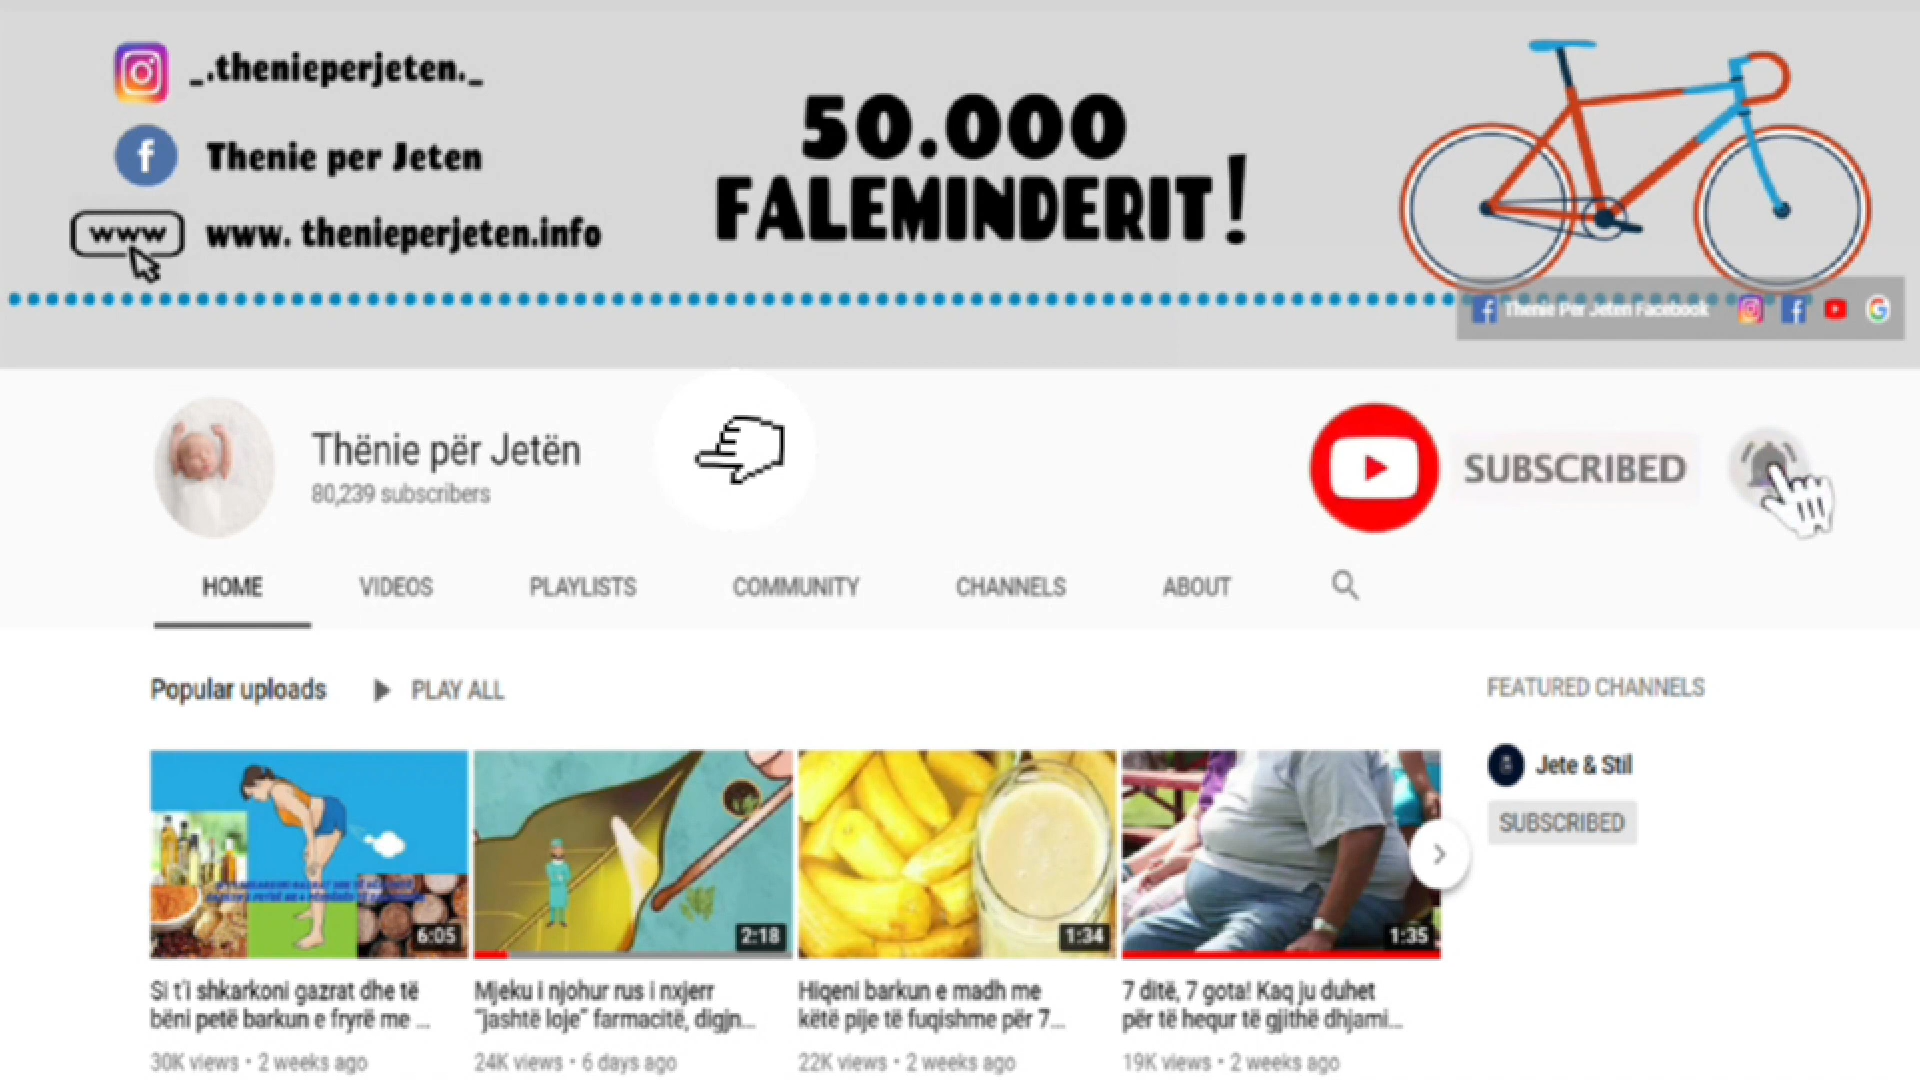 _.thenieperjeten._
Thenie per Jeten
www
www. thenieperjeten.info
50.000
FALEMINDERIT!
Thenie Per Jeten Facebook
Thënie për Jetën
80,239 subscribers
SUBSCRIBED
HOME VIDEOS PLAYLISTS COMMUNITY CHANNELS ABOUT
Popular uploads PLAY ALL
FEATURED CHANNELS
Jete & Stil
SUBSCRIBED
6:05
2:18
1:34
1:35
Si t'i shkarkoni gazrat dhe të
bëni petë barkun e fryrë me ...
30K views • 2 weeks ago
Mjeku i njohur rus i nxjerr
"jashtë loje" farmacitë, digjn...
24K views • 6 days ago
Hiqeni barkun e madh me
këtë pije të fuqishme për 7...
22K views • 2 weeks ago
7 ditë, 7 gota! Kaq ju duhet
për të hequr të gjithë dhjami...
19K views • 2 weeks ago